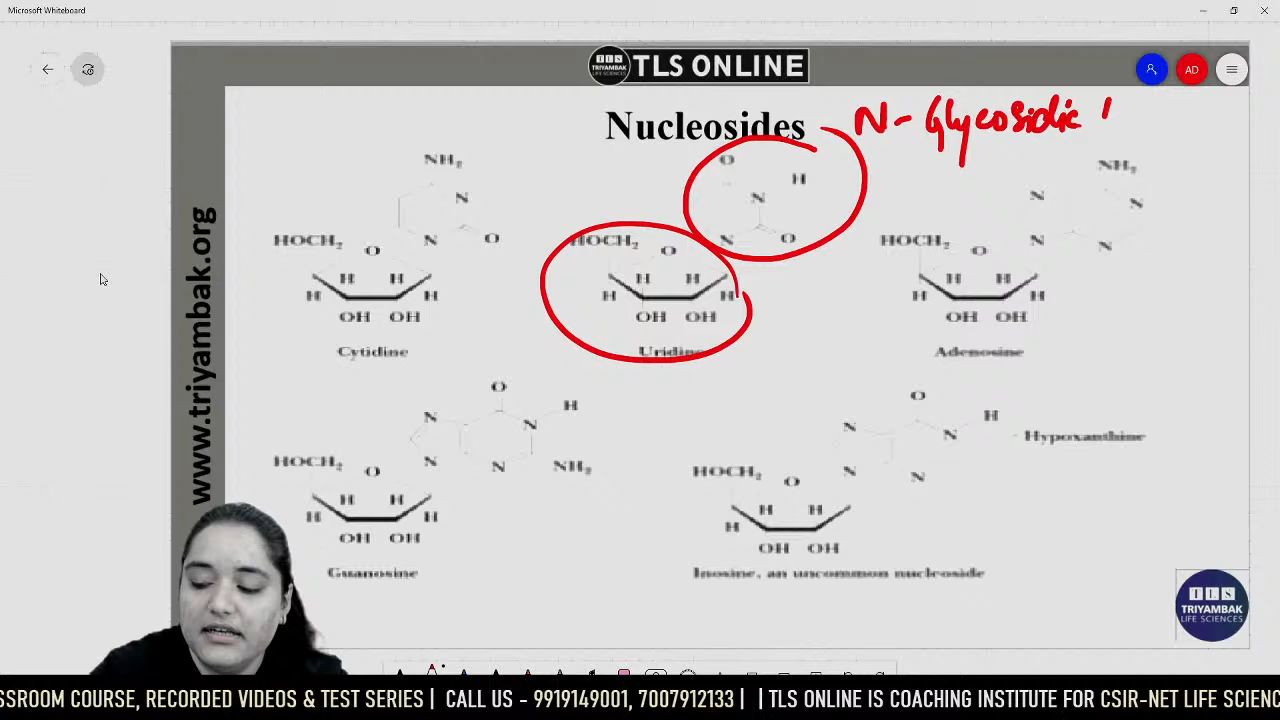 Microsoft Whiteboard
TRIYAMBAK
LIFE SCIENCES
TLS ONLINE
AD
Nucleosides
N- Glycosidic
www.triyambak.org
NH2
N
N
O
HOCH2
O
H
H
H
H
OH
OH
Cytidine
O
H
N
N
O
HOCH2
O
H
H
H
H
OH
OH
Uridine
NH2
N
N
N
N
HOCH2
O
H
H
H
H
OH
OH
Adenosine
O
H
N
N
N
N
NH2
HOCH2
O
H
H
H
H
OH
OH
Guanosine
O
H
N
N
N
N
Hypoxanthine
HOCH2
O
H
H
H
OH
OH
Inosine, an uncommon nucleoside
TRIYAMBAK
LIFE SCIENCES
SSROOM COURSE, RECORDED VIDEOS & TEST SERIES | CALL US - 9919149001, 7007912133 | | TLS ONLINE IS COACHING INSTITUTE FOR CSIR-NET LIFE SCIENC